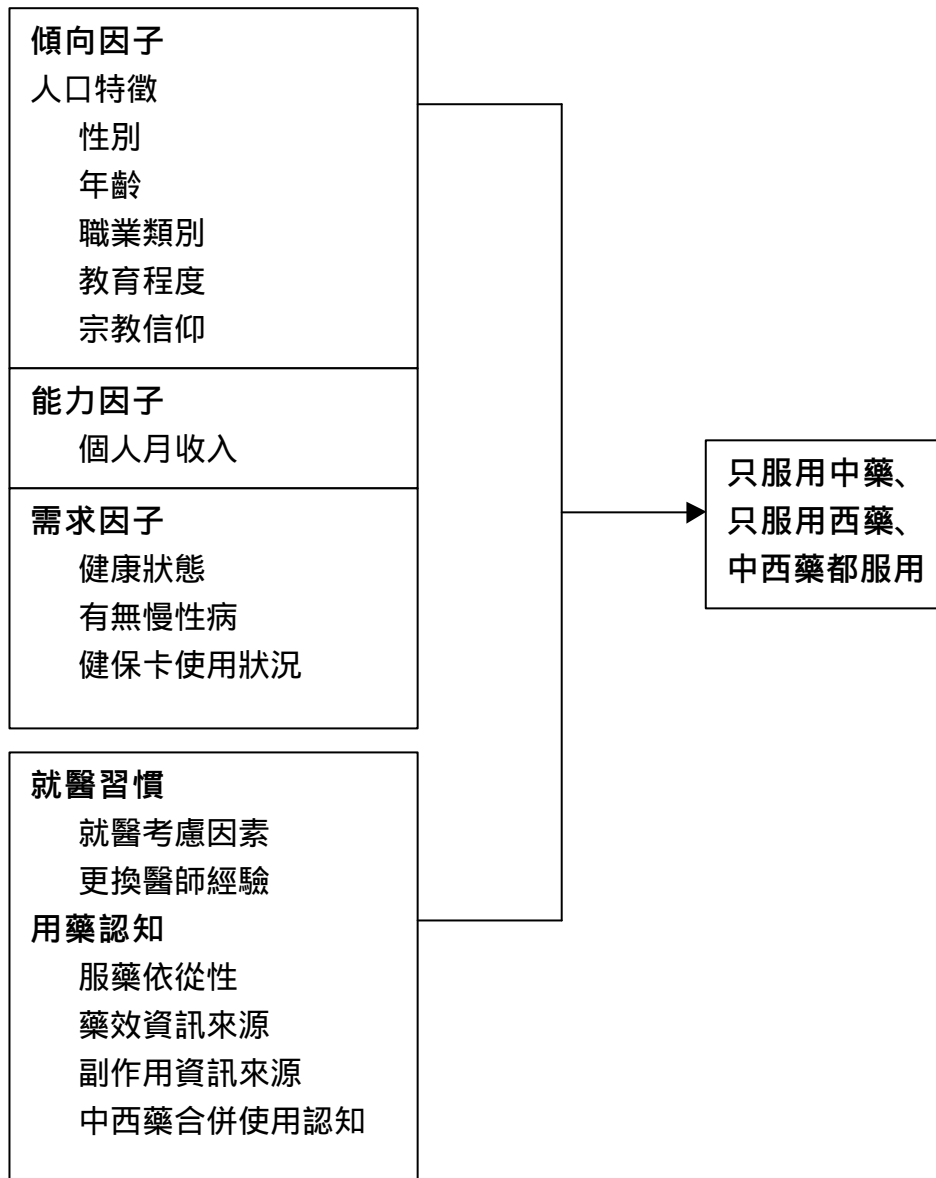 傾向因子
人口特徵
性別
年齡
職業類別
教育程度
宗教信仰
能力因子
個人月收入
需求因子
健康狀態
有無慢性病
健保卡使用狀況
就醫習慣
就醫考慮因素
更換醫師經驗
用藥認知
服藥依從性
藥效資訊來源
副作用資訊來源
中西藥合併使用認知
只服用中藥、
只服用西藥、
中西藥都服用